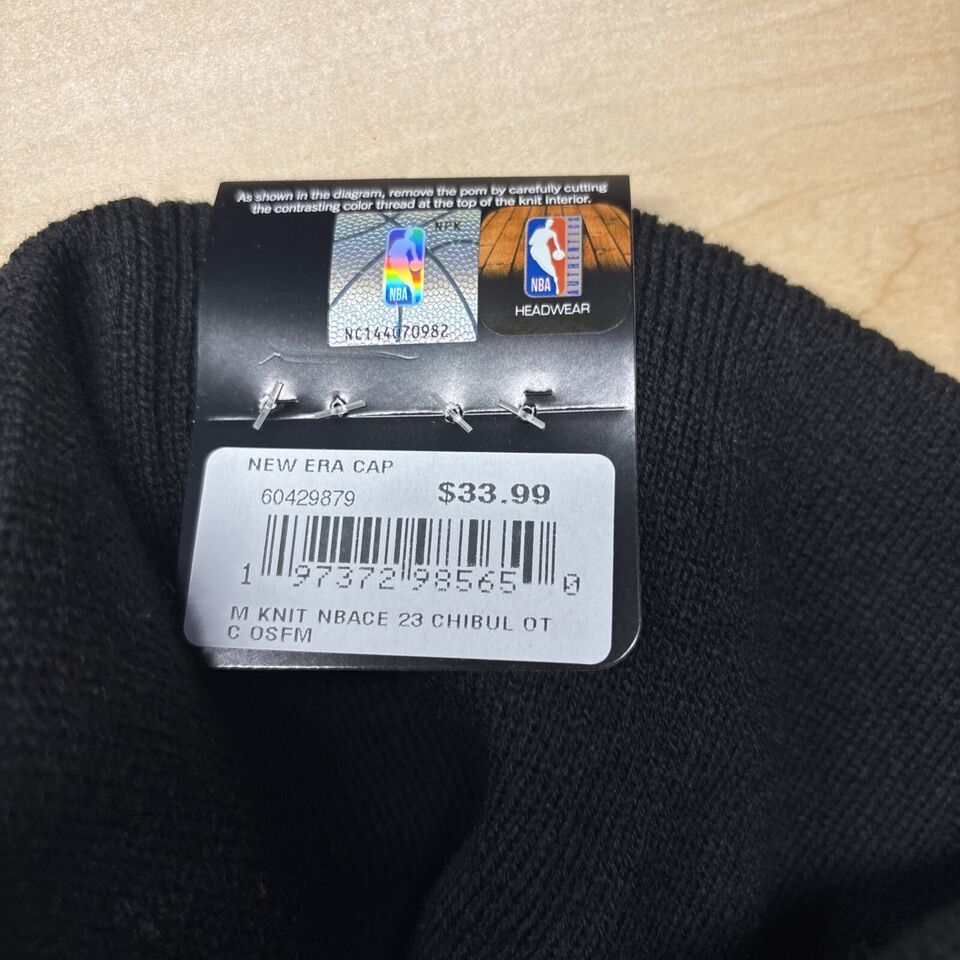 As shown in the diagram, remove the pom by carefully cutting
the contrasting color thread at the top of the knit interior.
NPK
NBA
NC144070982
NBA
AUTHENTICS
HEADWEAR
NEW ERA CAP
60429879 $33.99
1 97372 98565 0
M KNIT NBACE 23 CHIBUL OT
C OSFM